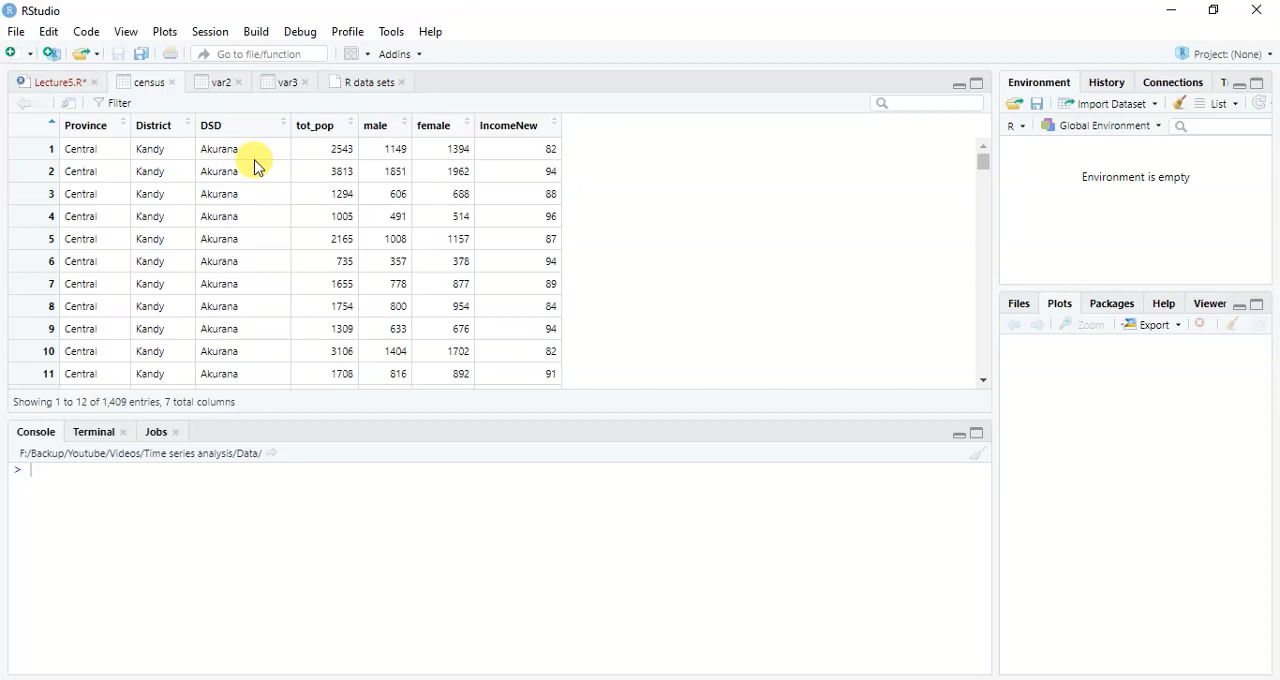 RStudio
File Edit Code View Plots Session Build Debug Profile Tools Help
Go to file/function Addins Project: (None)
Lecture5.R* census var2 var3 R data sets
Filter
Province District DSD tot_pop male female IncomeNew
1 Central Kandy Akurana 2543 1149 1394 82
2 Central Kandy Akurana 3813 1851 1962 94
3 Central Kandy Akurana 1294 606 688 88
4 Central Kandy Akurana 1005 491 514 96
5 Central Kandy Akurana 2165 1008 1157 87
6 Central Kandy Akurana 735 357 378 94
7 Central Kandy Akurana 1655 778 877 89
8 Central Kandy Akurana 1754 800 954 84
9 Central Kandy Akurana 1309 633 676 94
10 Central Kandy Akurana 3106 1404 1702 82
11 Central Kandy Akurana 1708 816 892 91
Showing 1 to 12 of 1,409 entries, 7 total columns
Console Terminal Jobs
F:/Backup/Youtube/Videos/Time series analysis/Data/
>
Environment History Connections
Import Dataset List
R Global Environment
Environment is empty
Files Plots Packages Help Viewer
Zoom Export